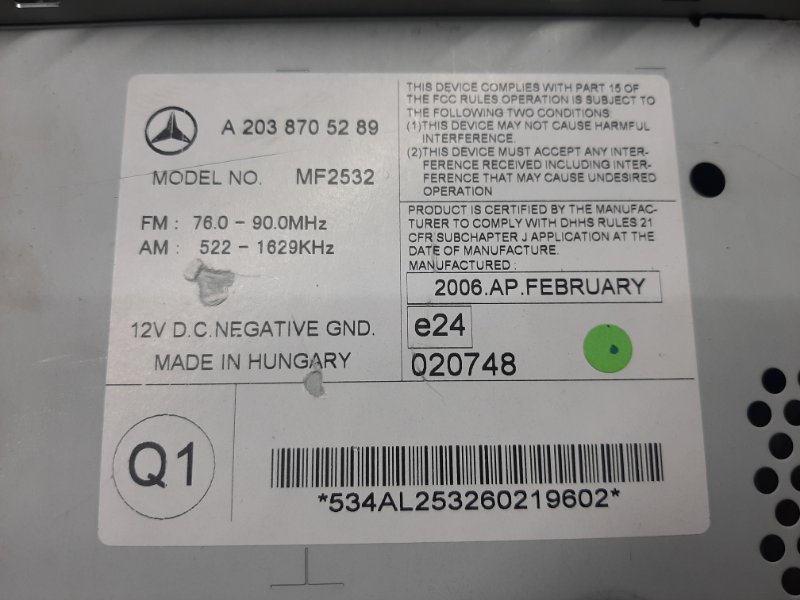 A 203 870 52 89
MODEL NO. MF2532
FM : 76.0 - 90.0MHz
AM : 522 - 1629KHz
12V D.C.NEGATIVE GND.
MADE IN HUNGARY
THIS DEVICE COMPLIES WITH PART 15 OF
THE FCC RULES OPERATION IS SUBJECT TO
THE FOLLOWING TWO CONDITIONS:
(1)THIS DEVICE MAY NOT CAUSE HARMFUL
INTERFERENCE.
(2)THIS DEVICE MUST ACCEPT ANY INTER-
FERENCE RECEIVED INCLUDING INTER-
FERENCE THAT MAY CAUSE UNDESIRED
OPERATION
PRODUCT IS CERTIFIED BY THE MANUFAC-
TURER TO COMPLY WITH DHHS RULES 21
CFR SUBCHAPTER J APPLICATION AT THE
DATE OF MANUFACTURE.
MANUFACTURED :
2006.AP.FEBRUARY
e24
020748
Q1
*534AL253260219602*